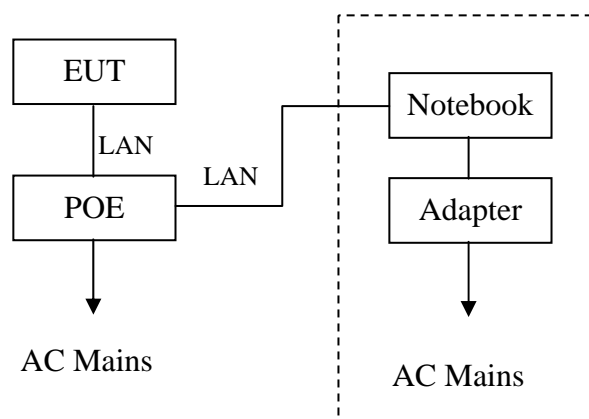 EUT
LAN
POE
AC Mains
LAN
Notebook
Adapter
AC Mains